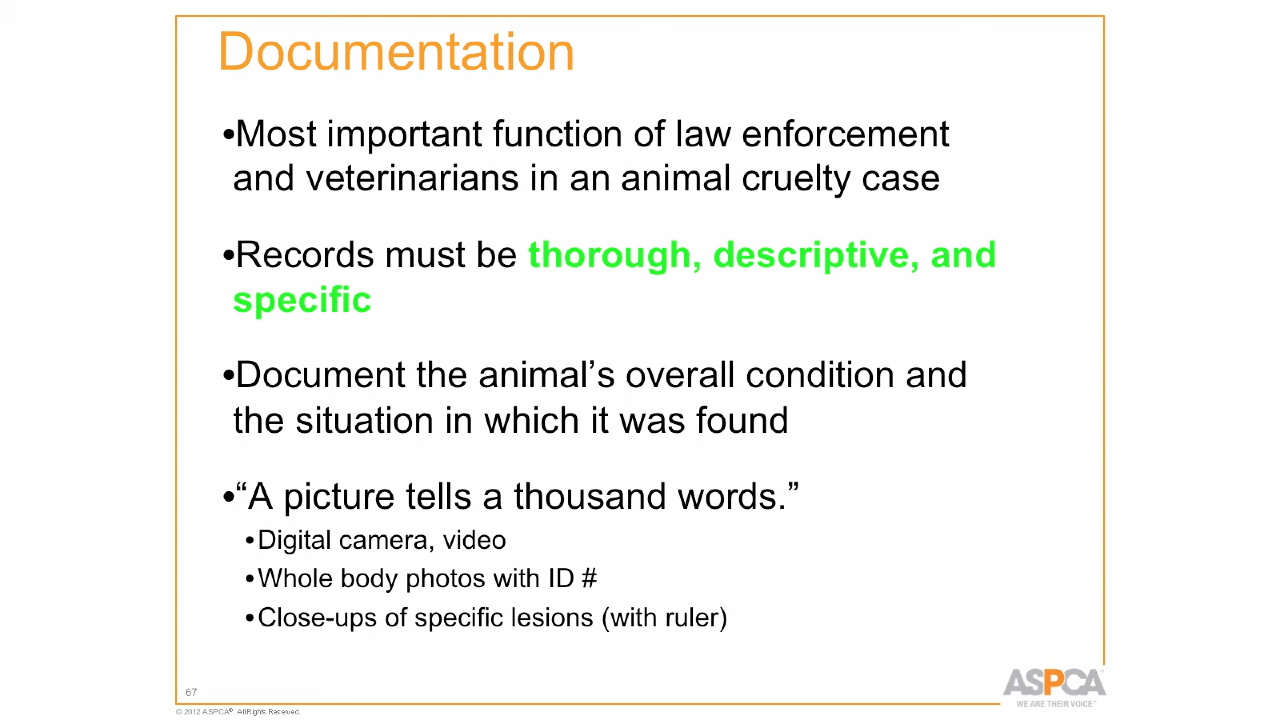 Documentation
•Most important function of law enforcement
and veterinarians in an animal cruelty case
•Records must be thorough, descriptive, and
specific
•Document the animal’s overall condition and
the situation in which it was found
•“A picture tells a thousand words.”
•Digital camera, video
•Whole body photos with ID #
•Close-ups of specific lesions (with ruler)
67
ASPCA
WE ARE THEIR VOICE.®
© 2012 ASPCA®. All Rights Reserved.